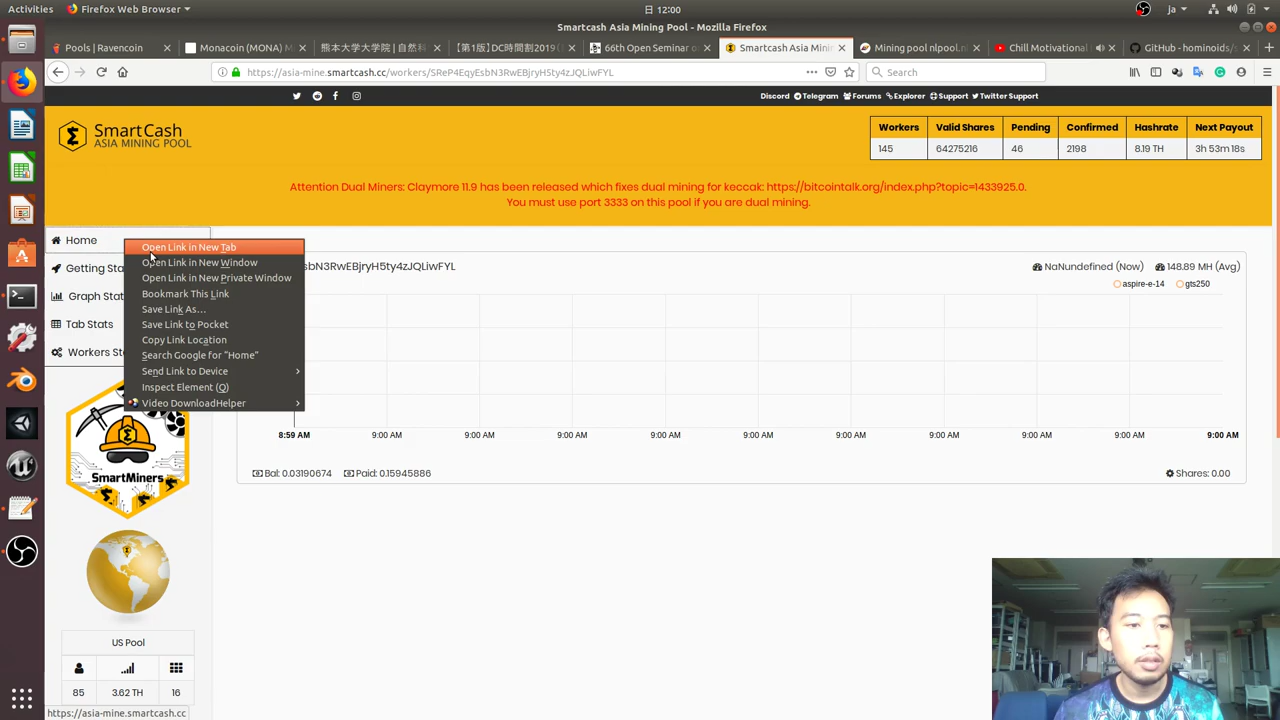 Activities Firefox Web Browser 日 12:00 ja
Smartcash Asia Mining Pool - Mozilla Firefox
Pools | Ravencoin Monacoin (MONA) M 熊本大学大学院 | 自然科 【第1版】DC時間割2019( 66th Open Seminar o Smartcash Asia Mini Mining pool nlpool.nl Chill Motivational GitHub - hominoids/s
https://asia-mine.smartcash.cc/workers/SReP4EqyEsbN3RwEBjryH5ty4zJQLiwFYL Search
Discord Telegram Forums Explorer Support Twitter Support
SmartCash
ASIA MINING POOL
Workers Valid Shares Pending Confirmed Hashrate Next Payout
145 64275216 46 2198 8.19 TH 3h 53m 18s
Attention Dual Miners: Claymore 11.9 has been released which fixes dual mining for keccak: https://bitcointalk.org/index.php?topic=1433925.0.
You must use port 3333 on this pool if you are dual mining.
Home
Getting Sta
Graph Stat
Tab Stats
Workers St
Open Link in New Tab
Open Link in New Window
Open Link in New Private Window
Bookmark This Link
Save Link As…
Save Link to Pocket
Copy Link Location
Search Google for "Home"
Send Link to Device
Inspect Element (Q)
Video DownloadHelper
sbN3RwEBjryH5ty4zJQLiwFYL NaNundefined (Now) 148.89 MH (Avg)
aspire-e-14 gts250
8:59 AM 9:00 AM 9:00 AM 9:00 AM 9:00 AM 9:00 AM 9:00 AM 9:00 AM 9:00 AM 9:00 AM 9:00 AM
Bal: 0.03190674 Paid: 0.15945886 Shares: 0.00
SmartMiners
US Pool
85 3.62 TH 16
https://asia-mine.smartcash.cc